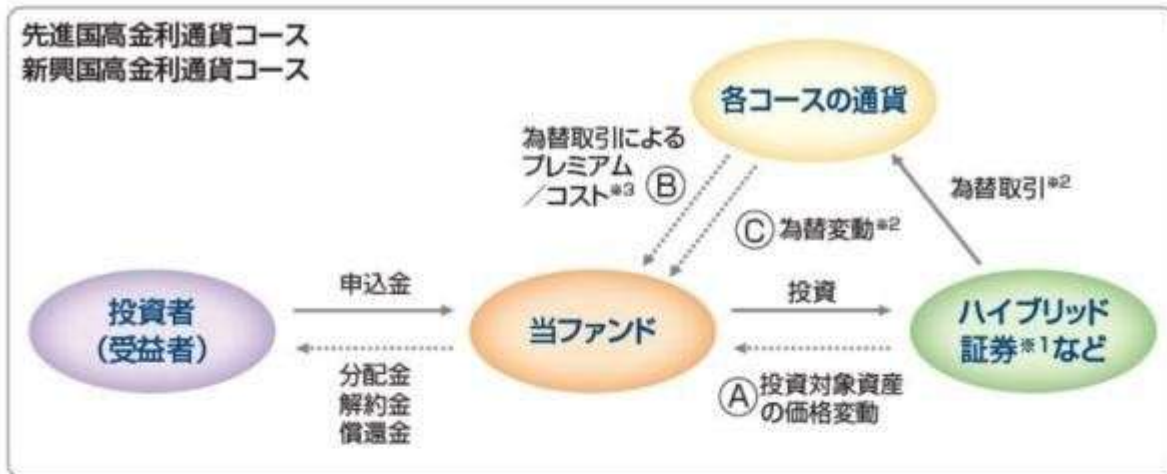 先進国高金利通貨コース
新興国高金利通貨コース
各コースの通貨
為替取引による
プレミアム
／コスト※3 Ⓑ
為替取引※2
Ⓒ 為替変動※2
投資者
（受益者）
申込金
分配金
解約金
償還金
当ファンド
投資
Ⓐ 投資対象資産
の価格変動
ハイブリッド
証券※1など